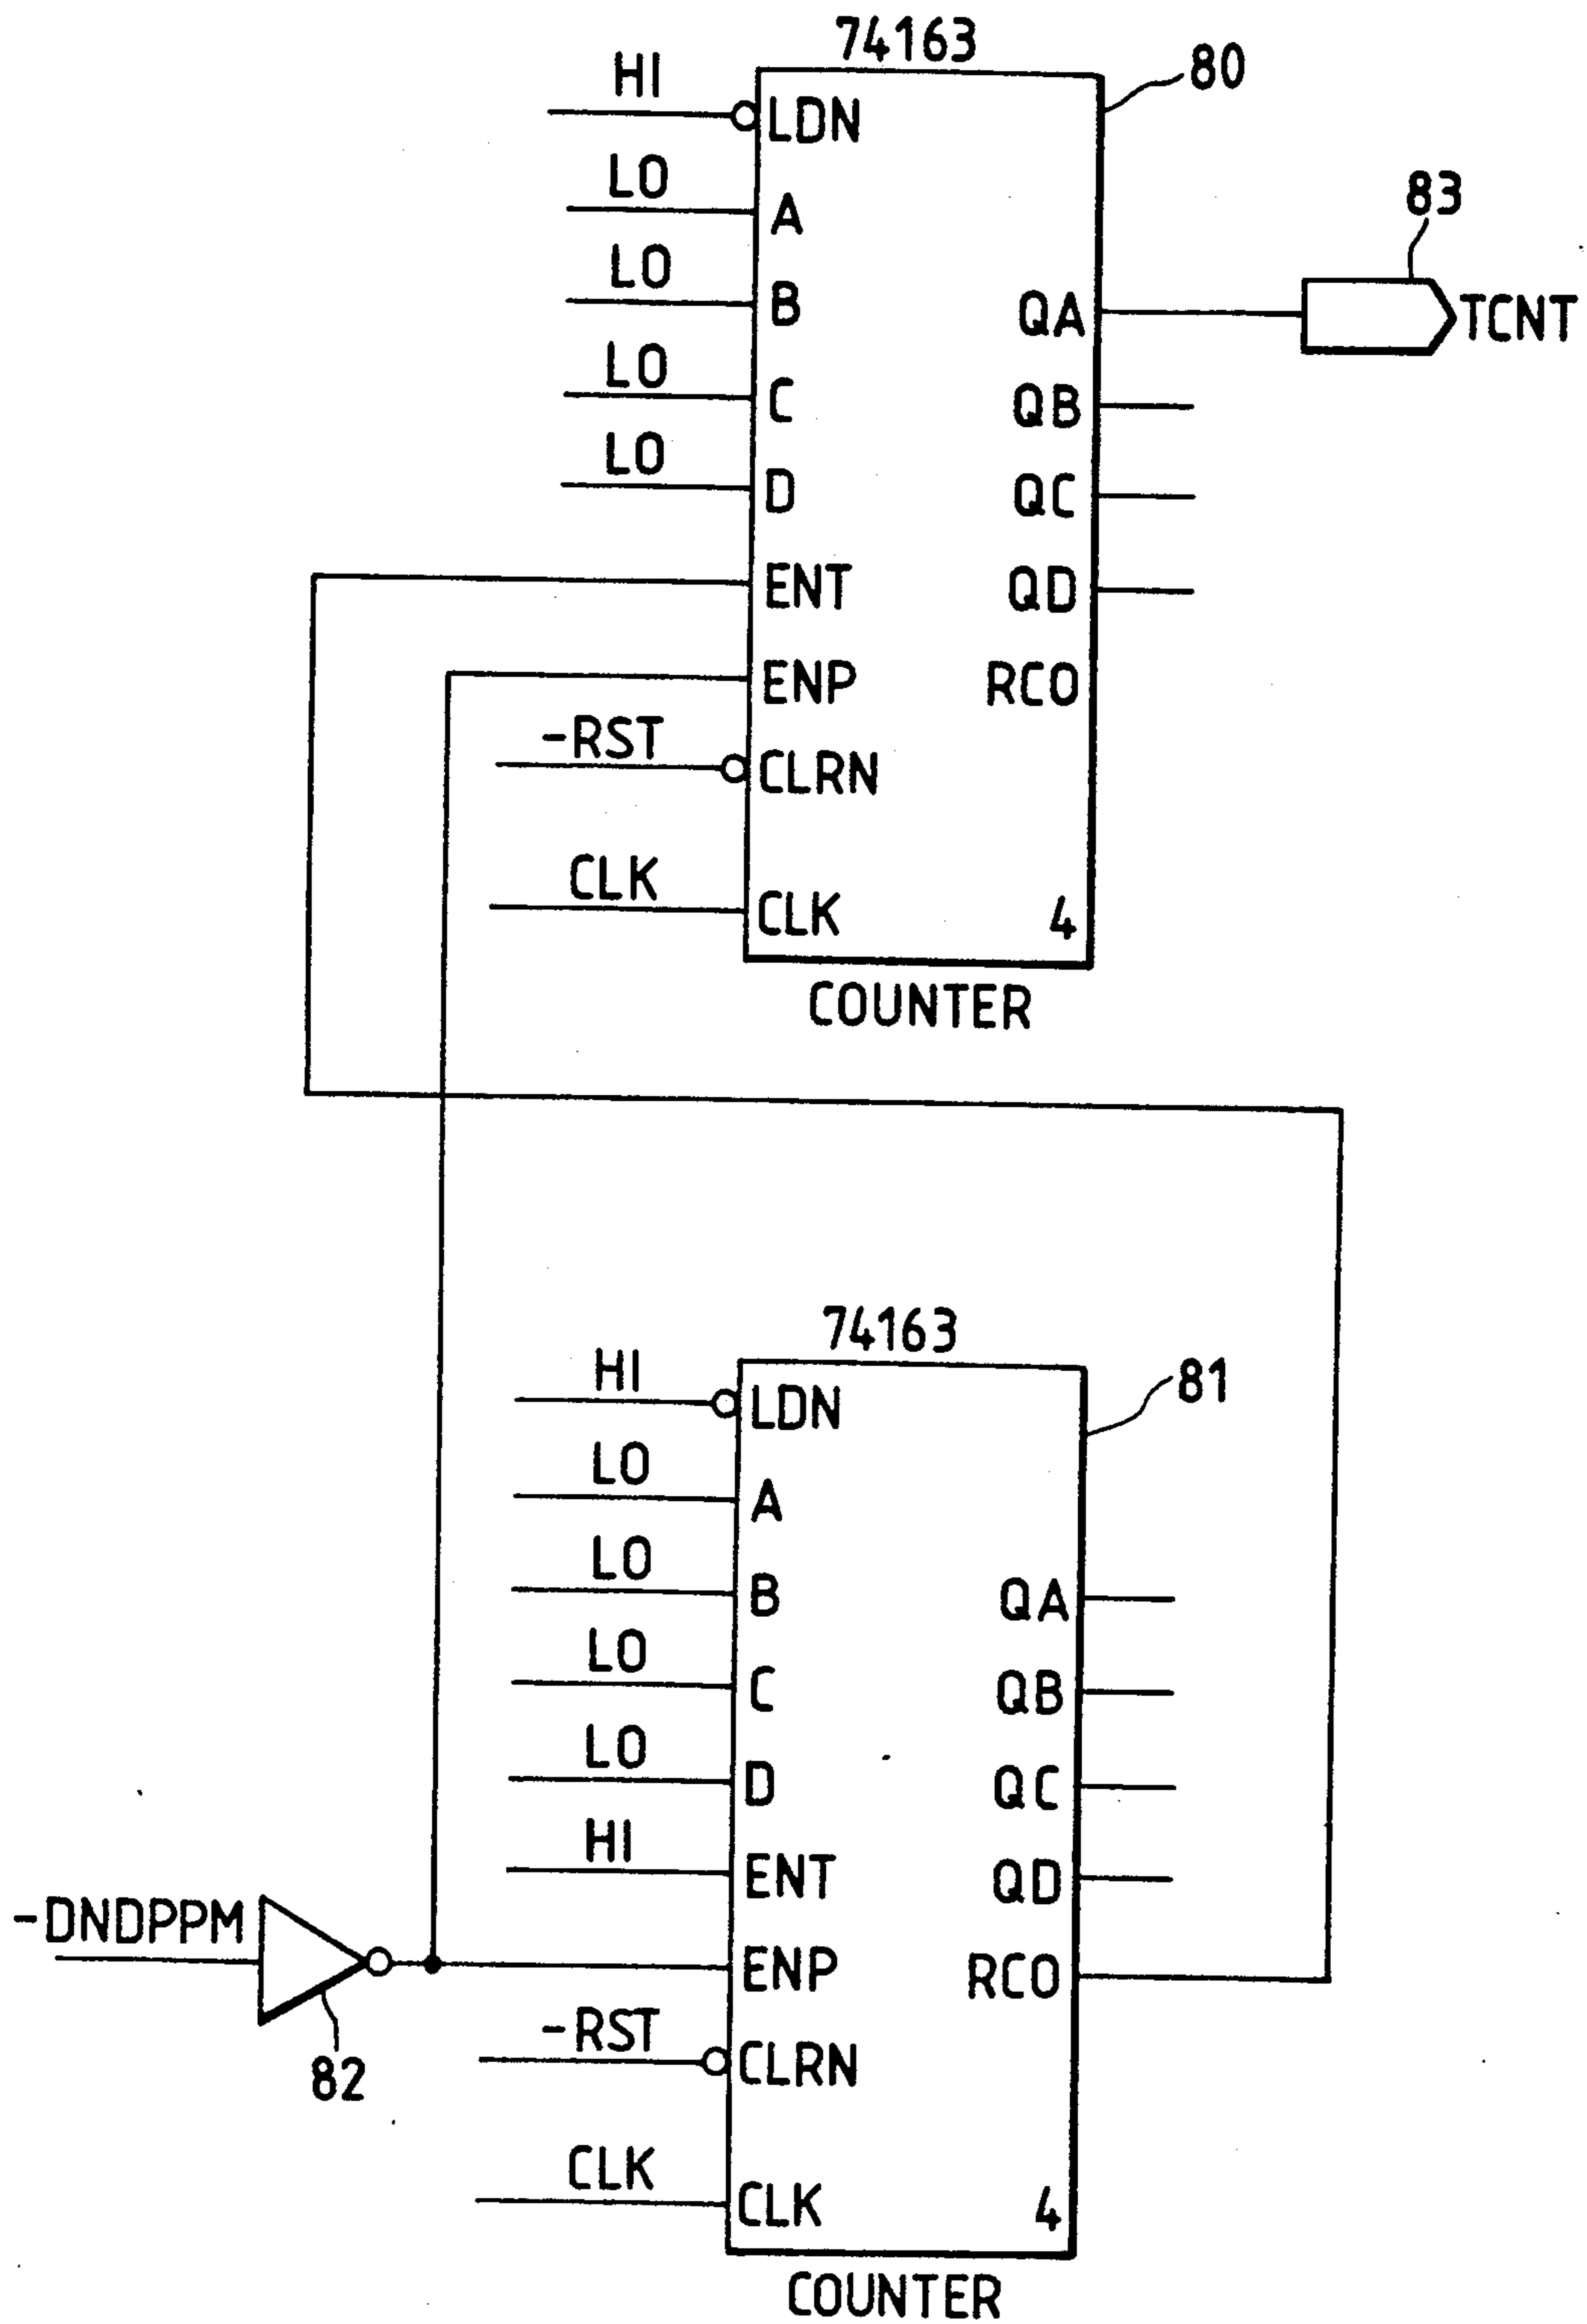 74163
80
HI
LDN
LO
A
83
LO
B
QA
TCNT
LO
C
QB
LO
D
QC
ENT
QD
ENP
RCO
-RST
CLRN
CLK
CLK
4
COUNTER
74163
81
HI
LDN
LO
A
LO
B
QA
LO
C
QB
LO
D
QC
HI
ENT
QD
-DNDPPM
ENP
RCO
82
-RST
CLRN
CLK
CLK
4
COUNTER